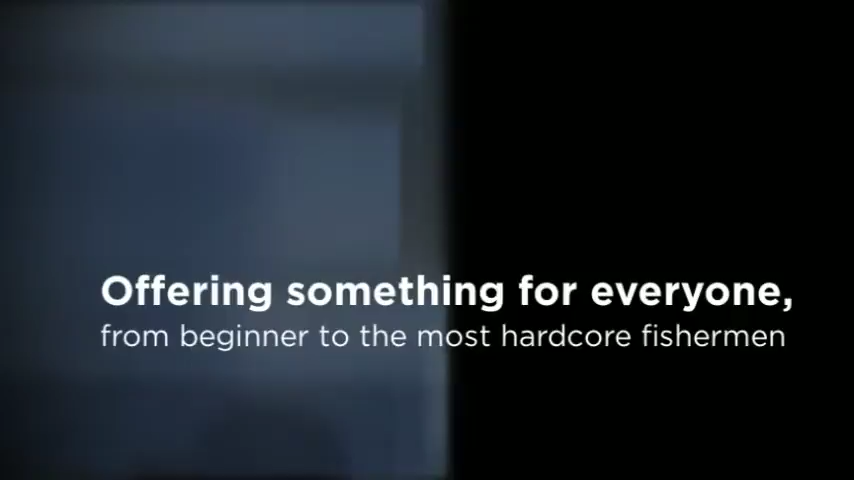 Offering something for everyone,
from beginner to the most hardcore fishermen